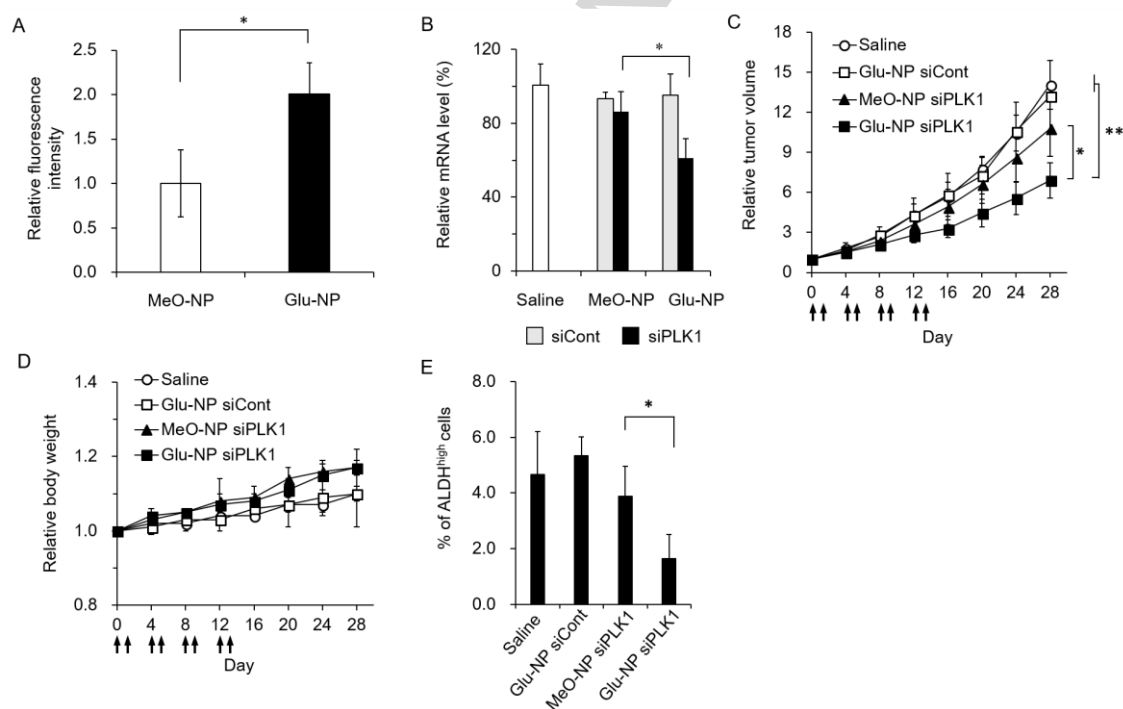 A
*
Relative fluorescence
intensity
2.5
2.0
1.5
1.0
0.5
0.0
MeO-NP Glu-NP
B
*
Relative mRNA level (%)
120
80
40
0
Saline MeO-NP Glu-NP
siCont siPLK1
C
Saline
Glu-NP siCont
MeO-NP siPLK1
Glu-NP siPLK1
Relative tumor volume
18
15
12
9
6
3
0
*
**
0 4 8 12 16 20 24 28
Day
D
Saline
Glu-NP siCont
MeO-NP siPLK1
Glu-NP siPLK1
Relative body weight
1.4
1.2
1.0
0.8
0 4 8 12 16 20 24 28
Day
E
*
% of ALDHhigh cells
8.0
6.0
4.0
2.0
0.0
Saline
Glu-NP siCont
MeO-NP siPLK1
Glu-NP siPLK1